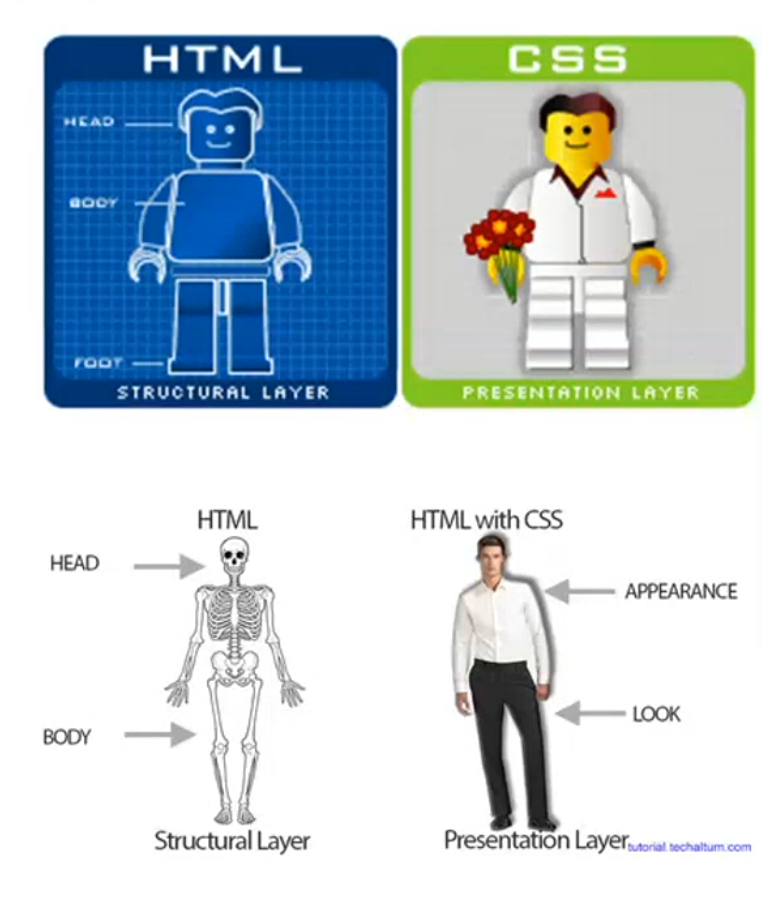 HTML
CSS
HEAD
BODY
FOOT
STRUCTURAL LAYER
PRESENTATION LAYER
HTML
HTML with CSS
HEAD
APPEARANCE
LOOK
BODY
Structural Layer
Presentation Layer
tutorial.techaltum.com